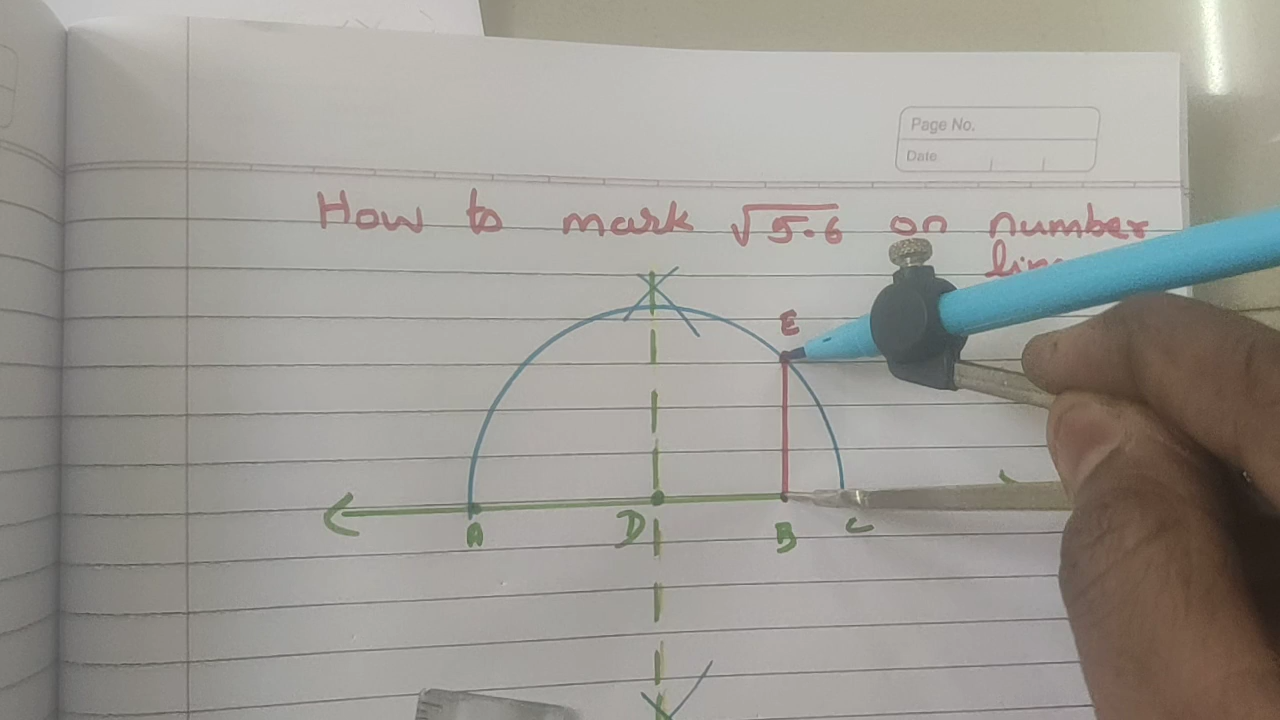 Page No.
Date
How to mark √5.6 on number
E
A D B C